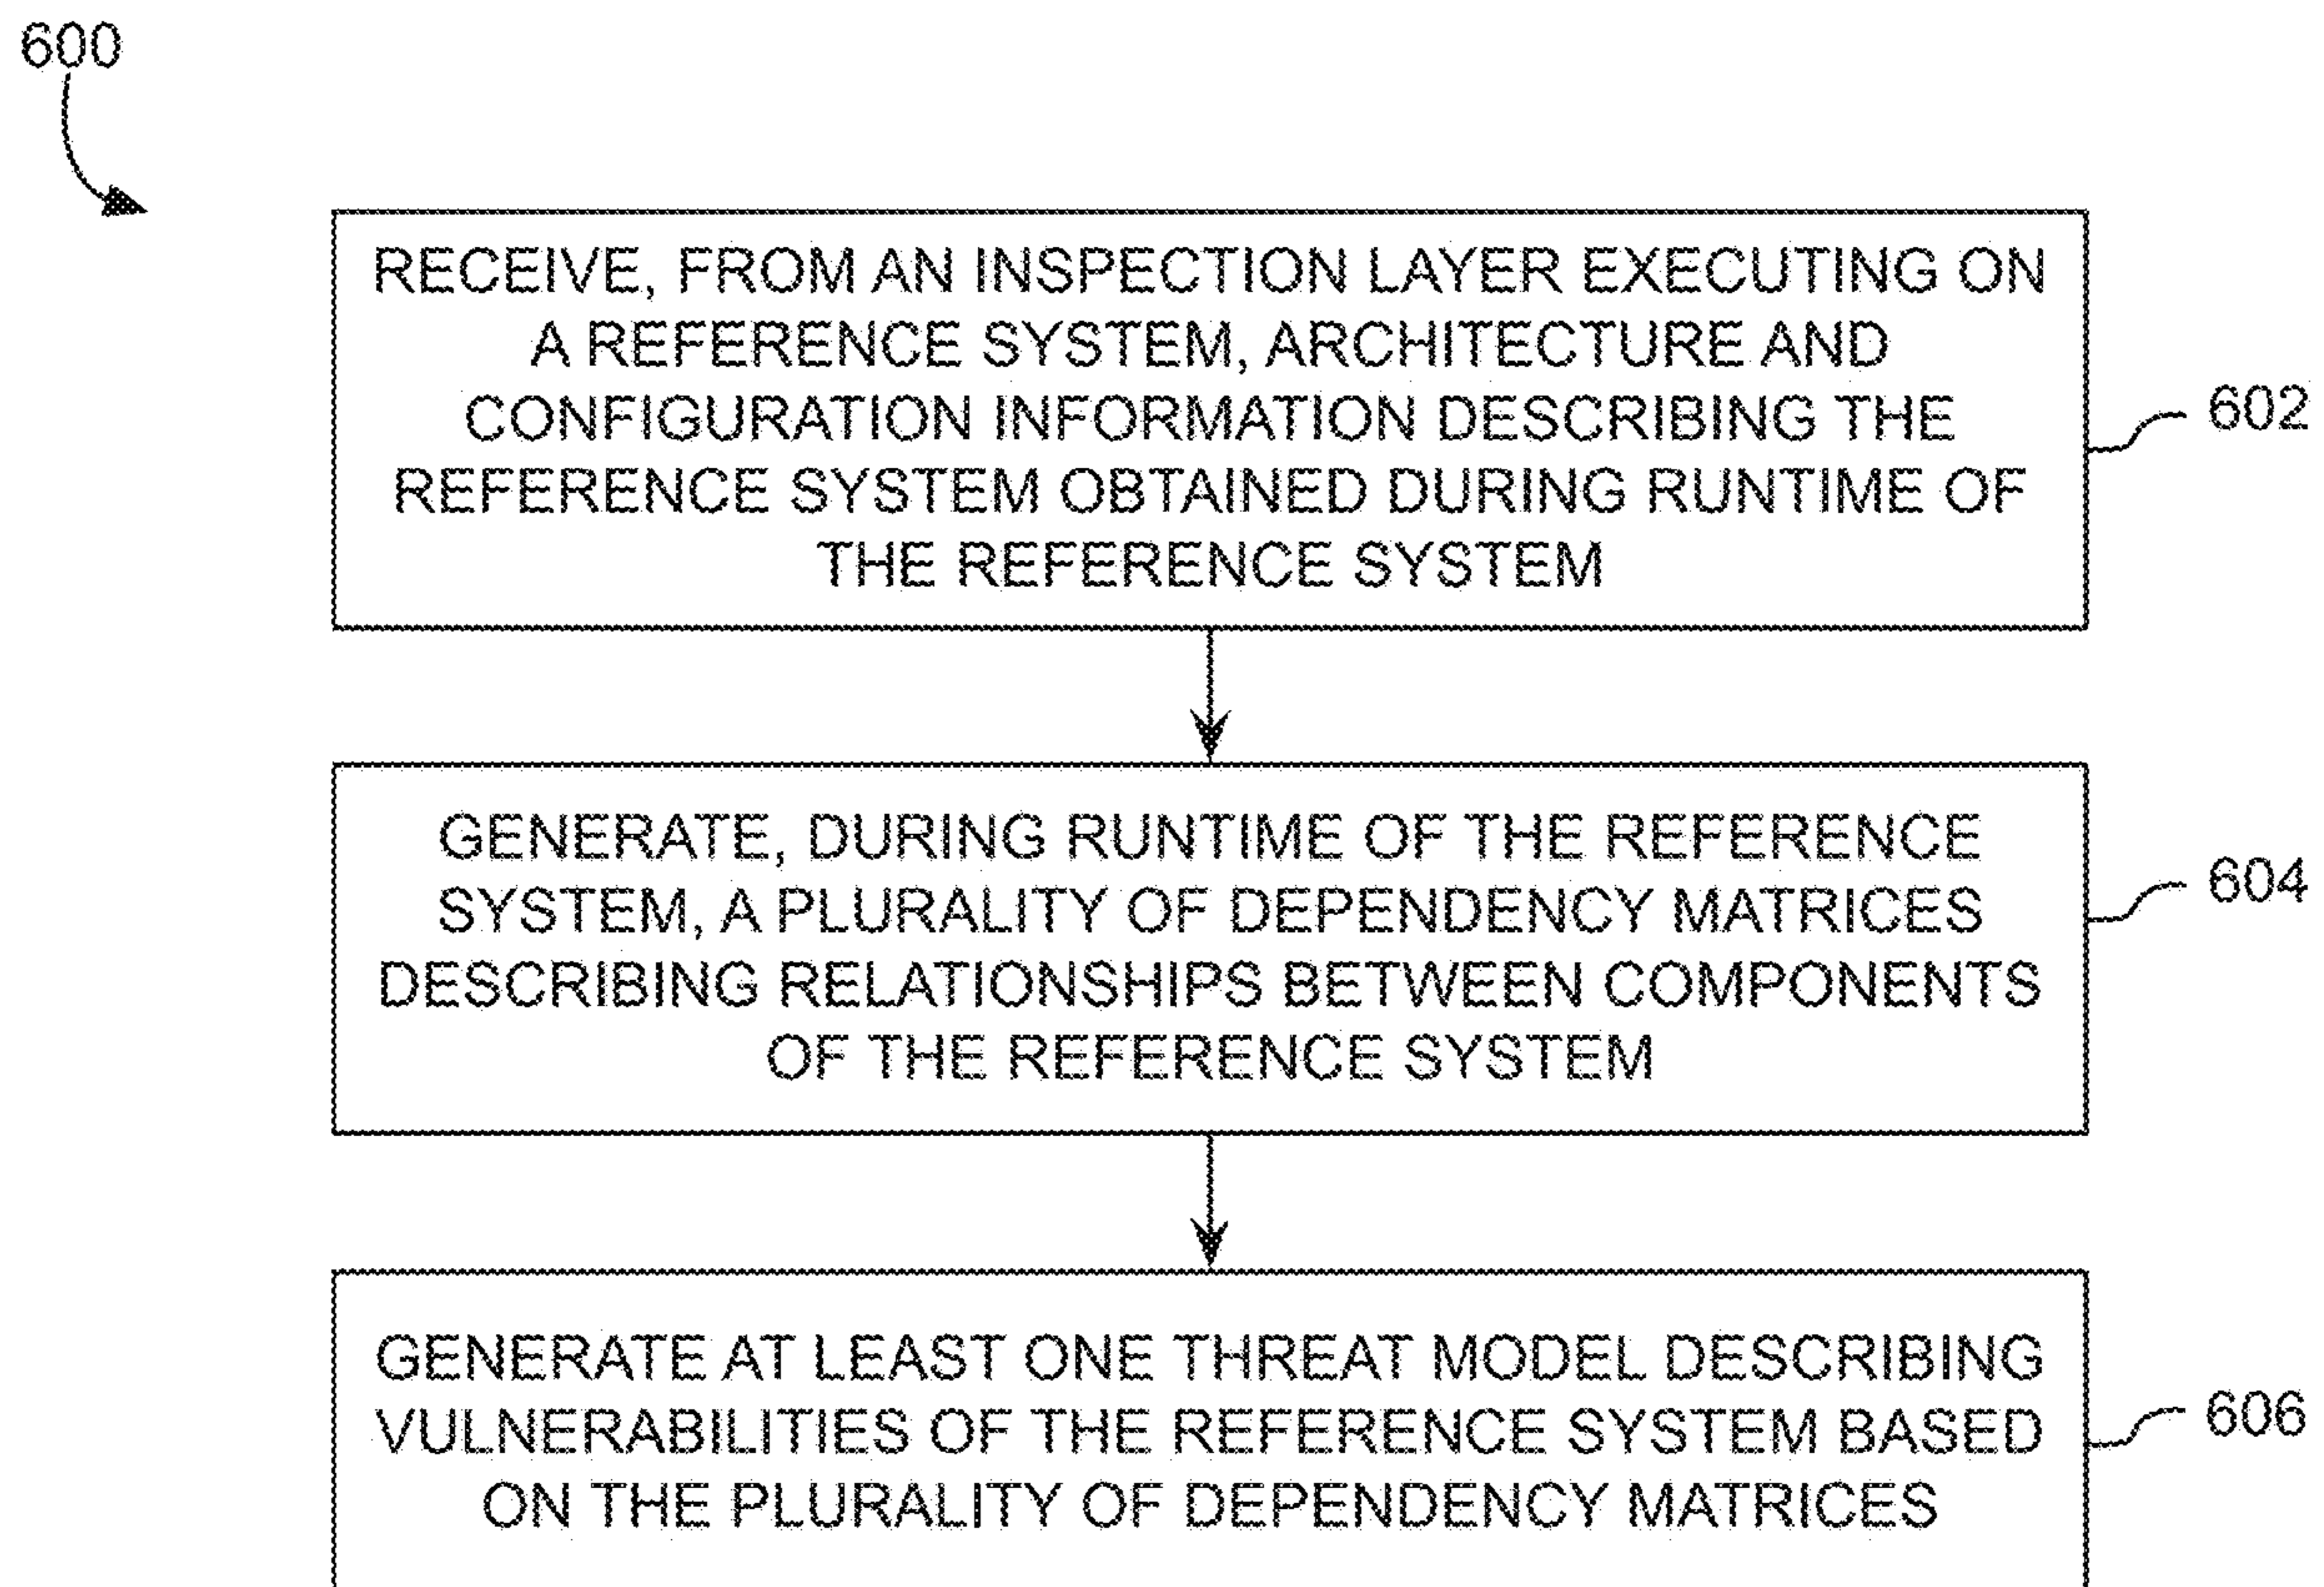 600
RECEIVE, FROM AN INSPECTION LAYER EXECUTING ON
A REFERENCE SYSTEM, ARCHITECTURE AND
CONFIGURATION INFORMATION DESCRIBING THE
REFERENCE SYSTEM OBTAINED DURING RUNTIME OF
THE REFERENCE SYSTEM
602
GENERATE, DURING RUNTIME OF THE REFERENCE
SYSTEM, A PLURALITY OF DEPENDENCY MATRICES
DESCRIBING RELATIONSHIPS BETWEEN COMPONENTS
OF THE REFERENCE SYSTEM
604
GENERATE AT LEAST ONE THREAT MODEL DESCRIBING
VULNERABILITIES OF THE REFERENCE SYSTEM BASED
ON THE PLURALITY OF DEPENDENCY MATRICES
606